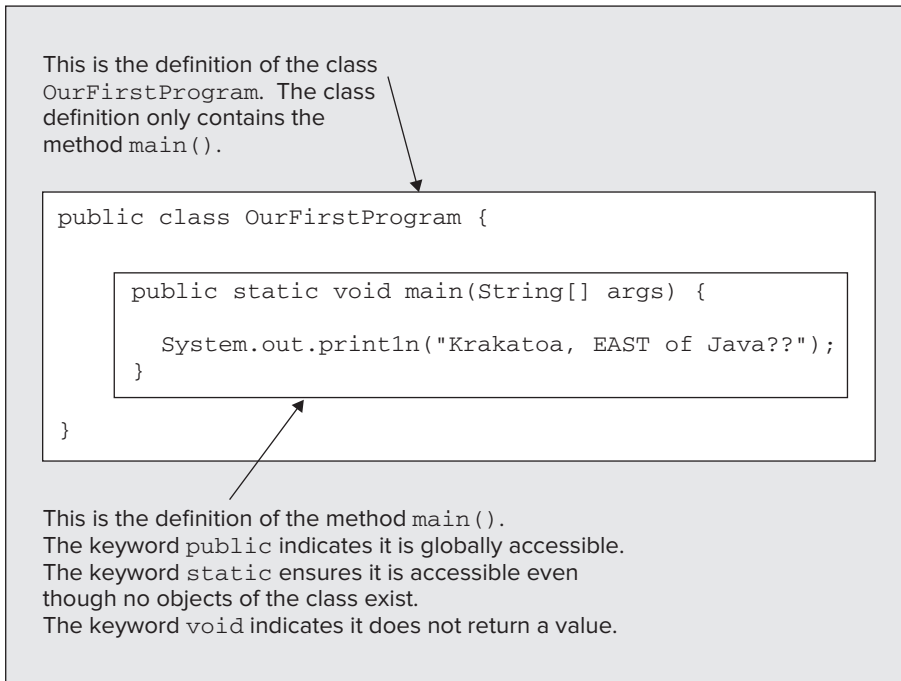 This is the definition of the class
OurFirstProgram. The class
definition only contains the
method main().
public class OurFirstProgram {
public static void main(String[] args) {
System.out.print1n("Krakatoa, EAST of Java??");
}
}
This is the definition of the method main().
The keyword public indicates it is globally accessible.
The keyword static ensures it is accessible even
though no objects of the class exist.
The keyword void indicates it does not return a value.